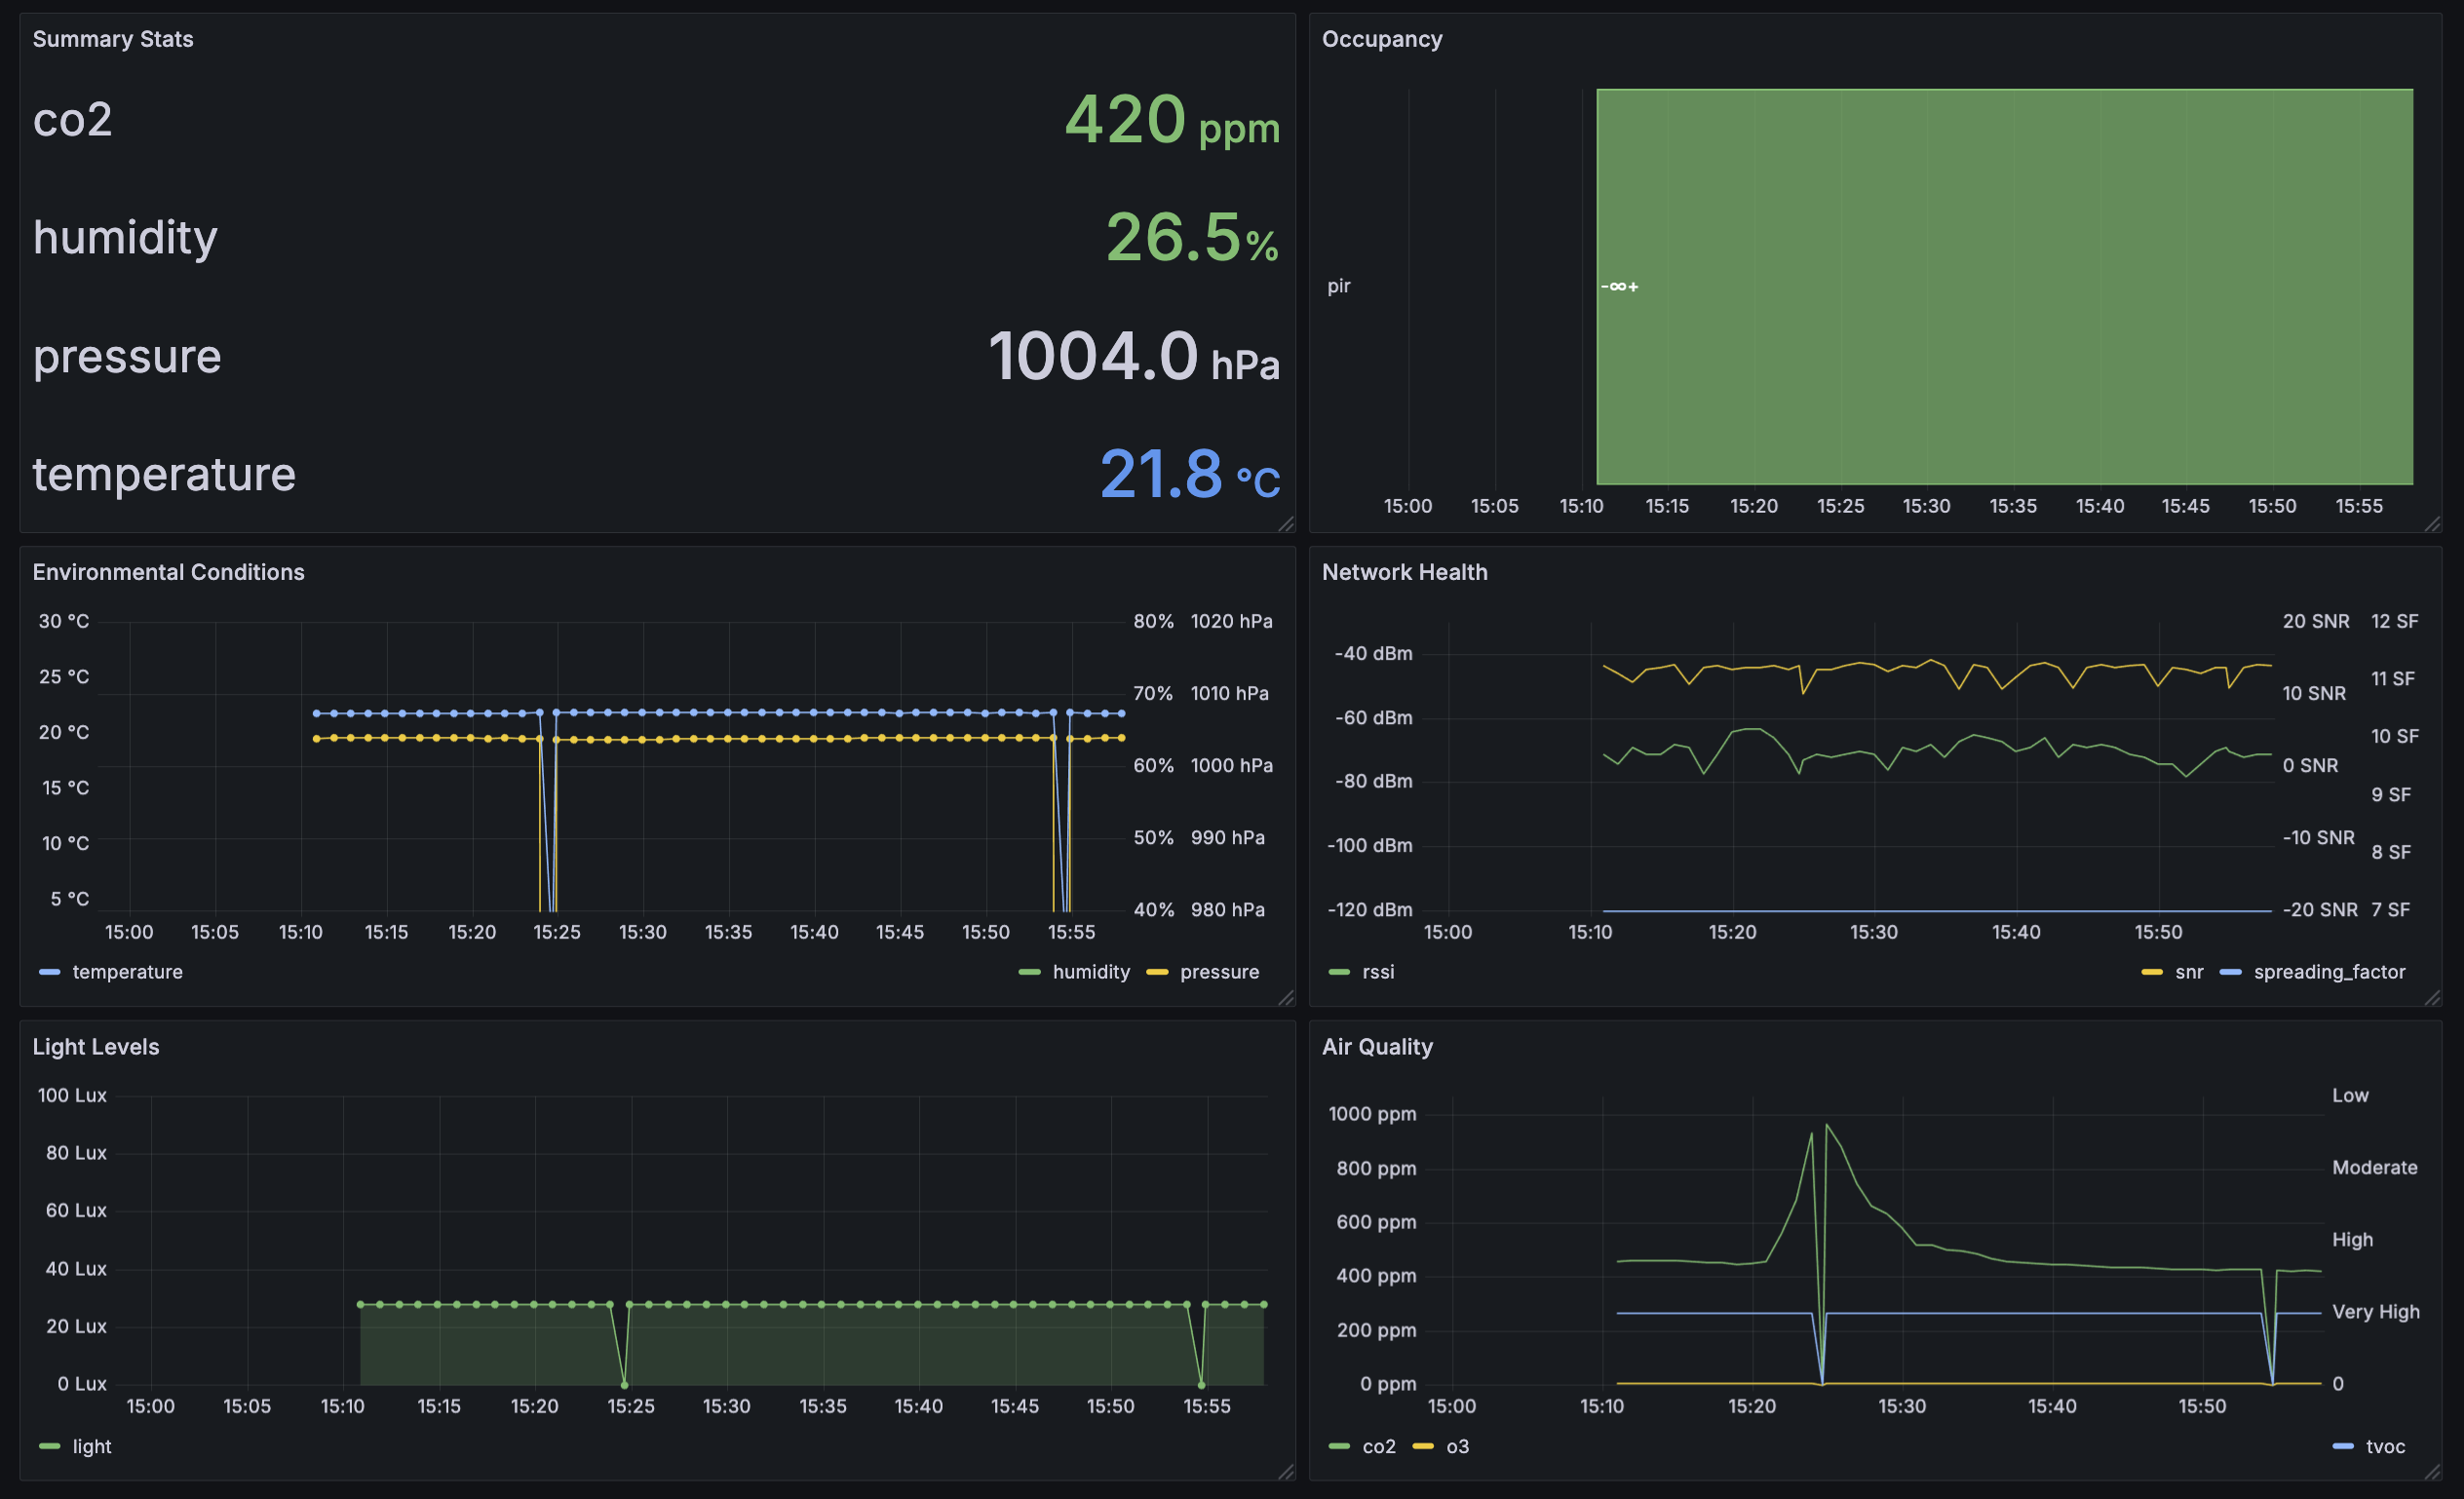 Summary Stats
co2
420 ppm
humidity
26.5%
pressure
1004.0 hPa
temperature
21.8 °C
Occupancy
pir
-∞+
15:00 15:05 15:10 15:15 15:20 15:25 15:30 15:35 15:40 15:45 15:50 15:55
Environmental Conditions
30 °C
25 °C
20 °C
15 °C
10 °C
5 °C
80% 1020 hPa
70% 1010 hPa
60% 1000 hPa
50% 990 hPa
40% 980 hPa
15:00 15:05 15:10 15:15 15:20 15:25 15:30 15:35 15:40 15:45 15:50 15:55
temperature humidity pressure
Network Health
-40 dBm
-60 dBm
-80 dBm
-100 dBm
-120 dBm
20 SNR
10 SNR
0 SNR
-10 SNR
-20 SNR
12 SF
11 SF
10 SF
9 SF
8 SF
7 SF
15:00 15:10 15:20 15:30 15:40 15:50
rssi snr spreading_factor
Light Levels
100 Lux
80 Lux
60 Lux
40 Lux
20 Lux
0 Lux
15:00 15:05 15:10 15:15 15:20 15:25 15:30 15:35 15:40 15:45 15:50 15:55
light
Air Quality
1000 ppm
800 ppm
600 ppm
400 ppm
200 ppm
0 ppm
Low
Moderate
High
Very High
0
15:00 15:10 15:20 15:30 15:40 15:50
co2 o3 tvoc